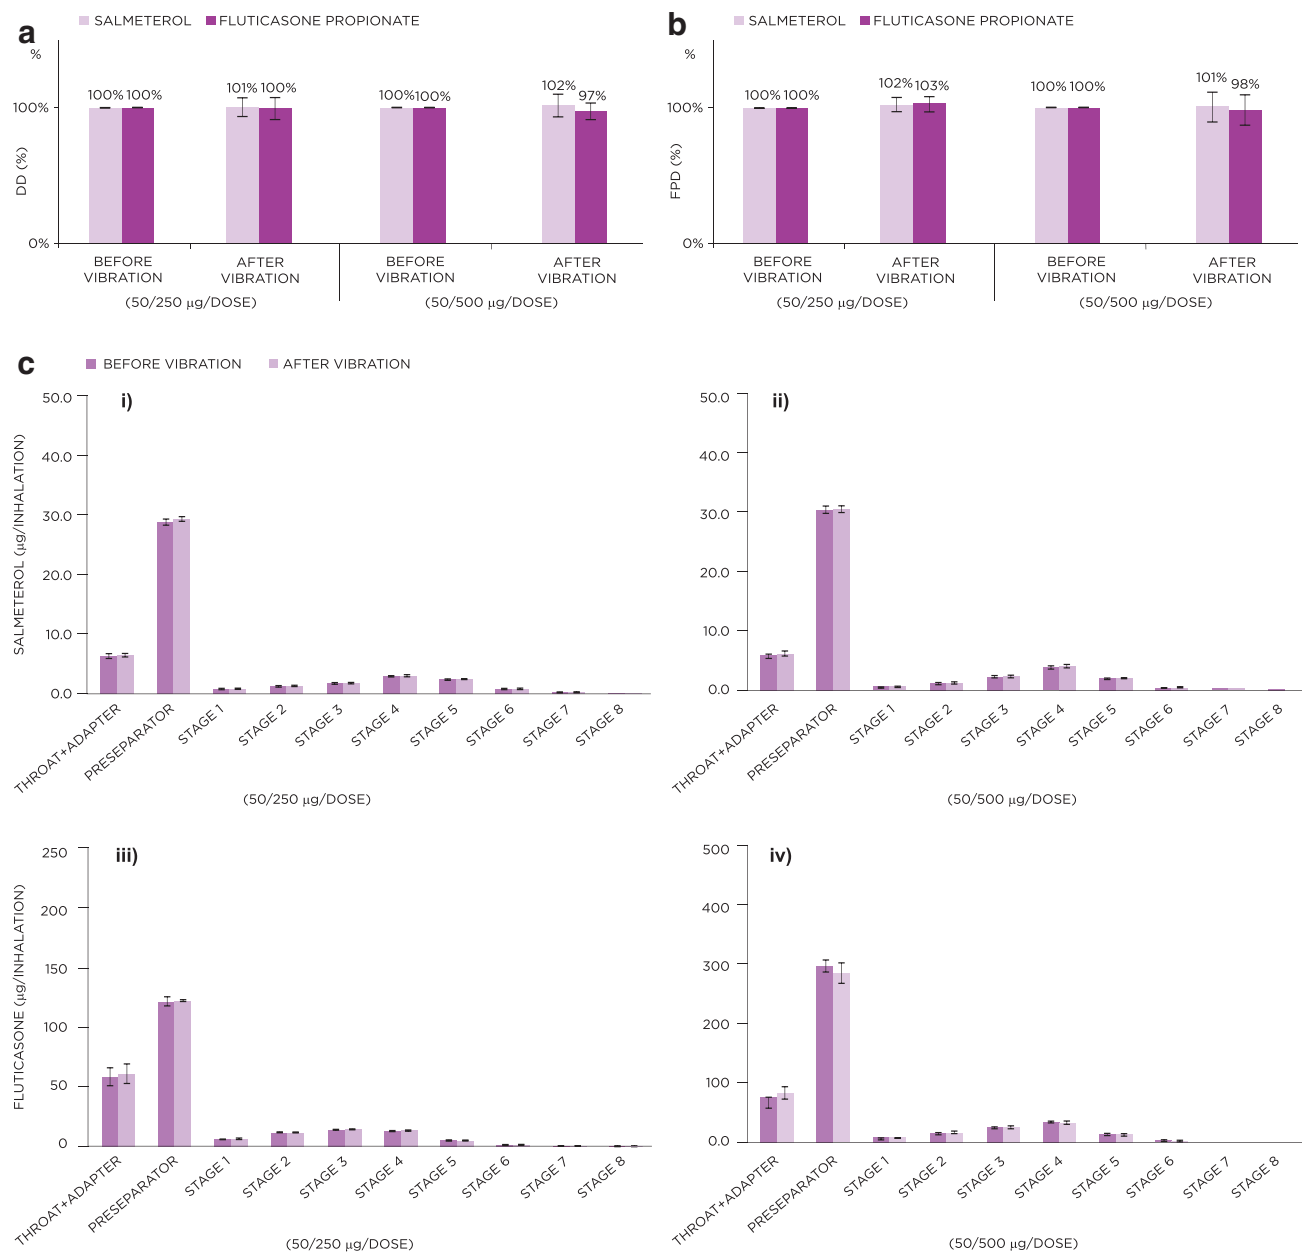 a
SALMETEROL FLUTICASONE PROPIONATE
%
100% 100% 101% 100% 100% 100% 102% 97%
100%
DD (%)
0%
BEFORE VIBRATION AFTER VIBRATION BEFORE VIBRATION AFTER VIBRATION
(50/250 µg/DOSE) (50/500 µg/DOSE)
b
SALMETEROL FLUTICASONE PROPIONATE
%
100% 100% 102% 103% 100% 100% 101% 98%
100%
FPD (%)
0%
BEFORE VIBRATION AFTER VIBRATION BEFORE VIBRATION AFTER VIBRATION
(50/250 µg/DOSE) (50/500 µg/DOSE)
c
BEFORE VIBRATION AFTER VIBRATION
i)
SALMETEROL (µg/INHALATION)
50.0
40.0
30.0
20.0
10.0
0.0
THROAT+ADAPTER PRESEPARATOR STAGE 1 STAGE 2 STAGE 3 STAGE 4 STAGE 5 STAGE 6 STAGE 7 STAGE 8
(50/250 µg/DOSE)
ii)
50.0
40.0
30.0
20.0
10.0
0.0
THROAT+ADAPTER PRESEPARATOR STAGE 1 STAGE 2 STAGE 3 STAGE 4 STAGE 5 STAGE 6 STAGE 7 STAGE 8
(50/500 µg/DOSE)
iii)
FLUTICASONE (µg/INHALATION)
250
200
150
100
50
0
THROAT+ADAPTER PRESEPARATOR STAGE 1 STAGE 2 STAGE 3 STAGE 4 STAGE 5 STAGE 6 STAGE 7 STAGE 8
(50/250 µg/DOSE)
iv)
500
400
300
200
100
0.0
THROAT+ADAPTER PRESEPARATOR STAGE 1 STAGE 2 STAGE 3 STAGE 4 STAGE 5 STAGE 6 STAGE 7 STAGE 8
(50/500 µg/DOSE)